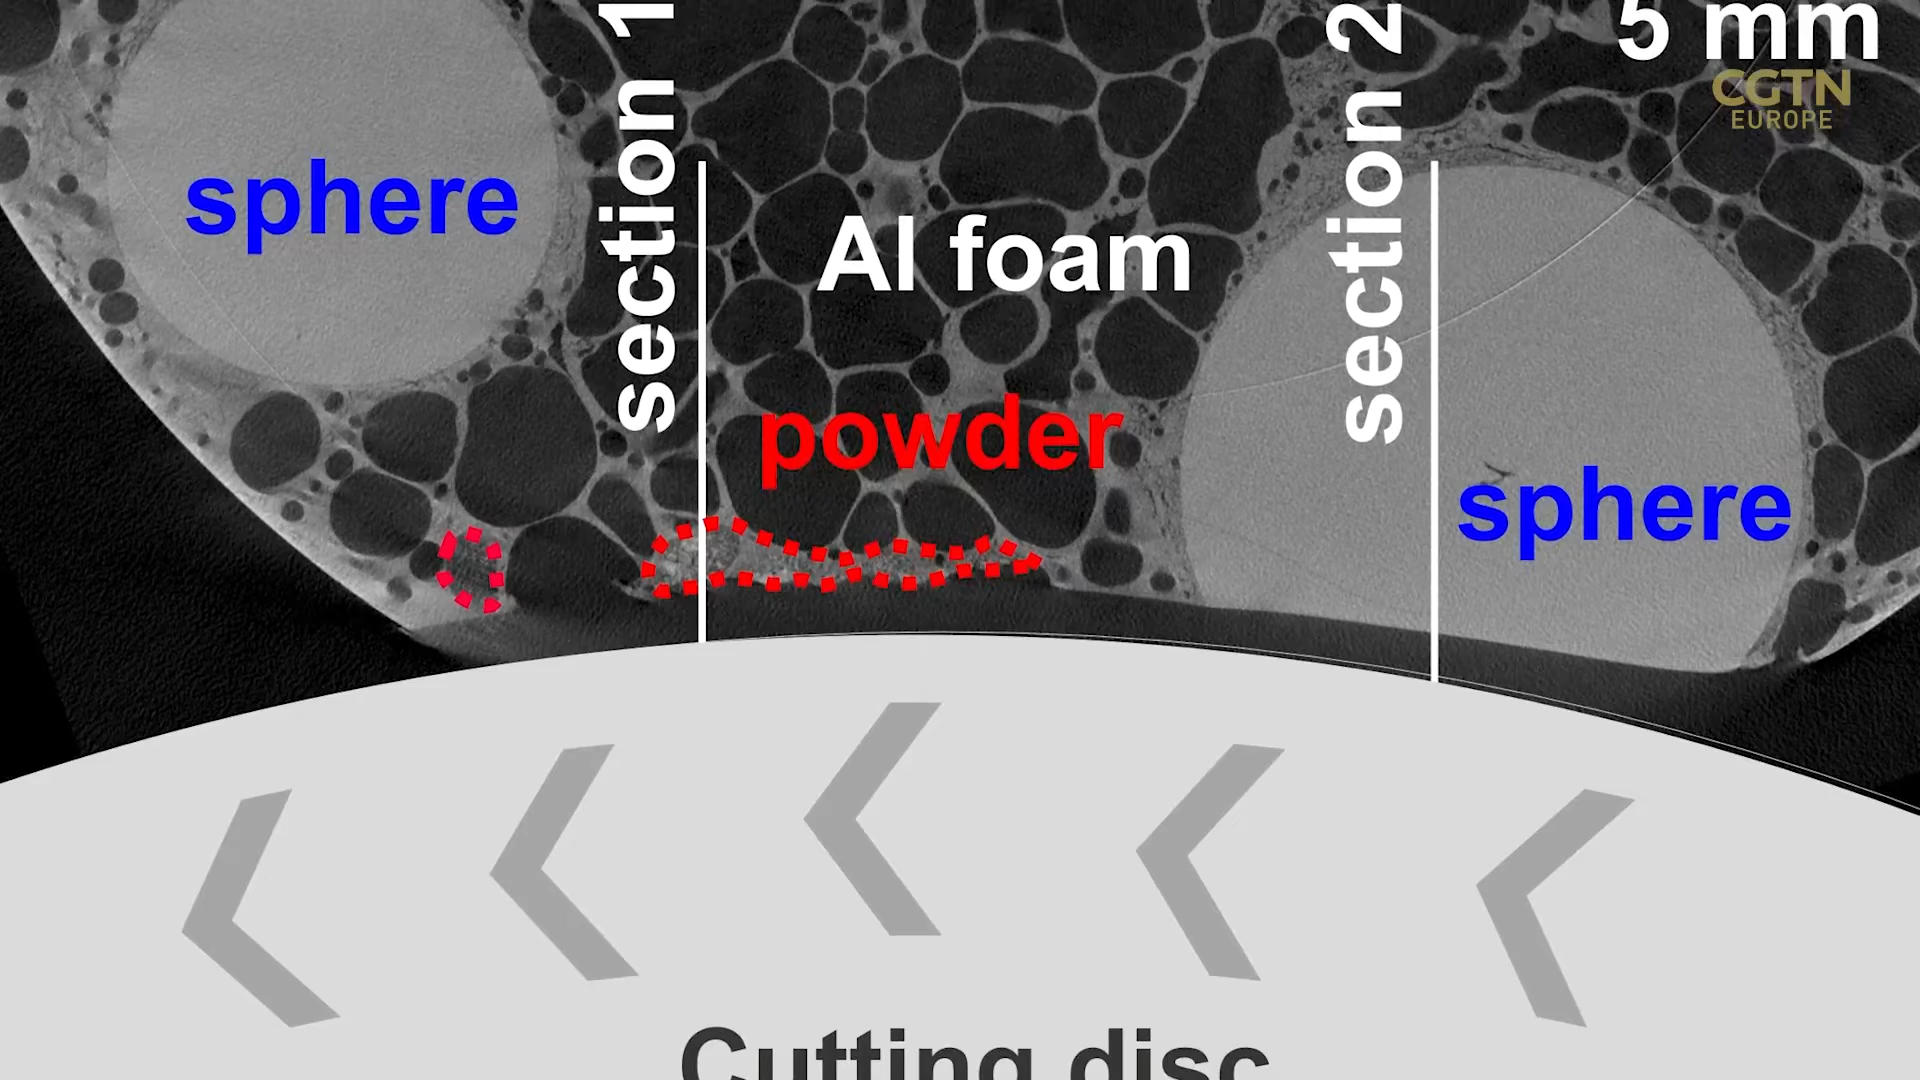 section 1
section 2
5 mm
CGTN
EUROPE
sphere
Al foam
powder
sphere
Cutting disc